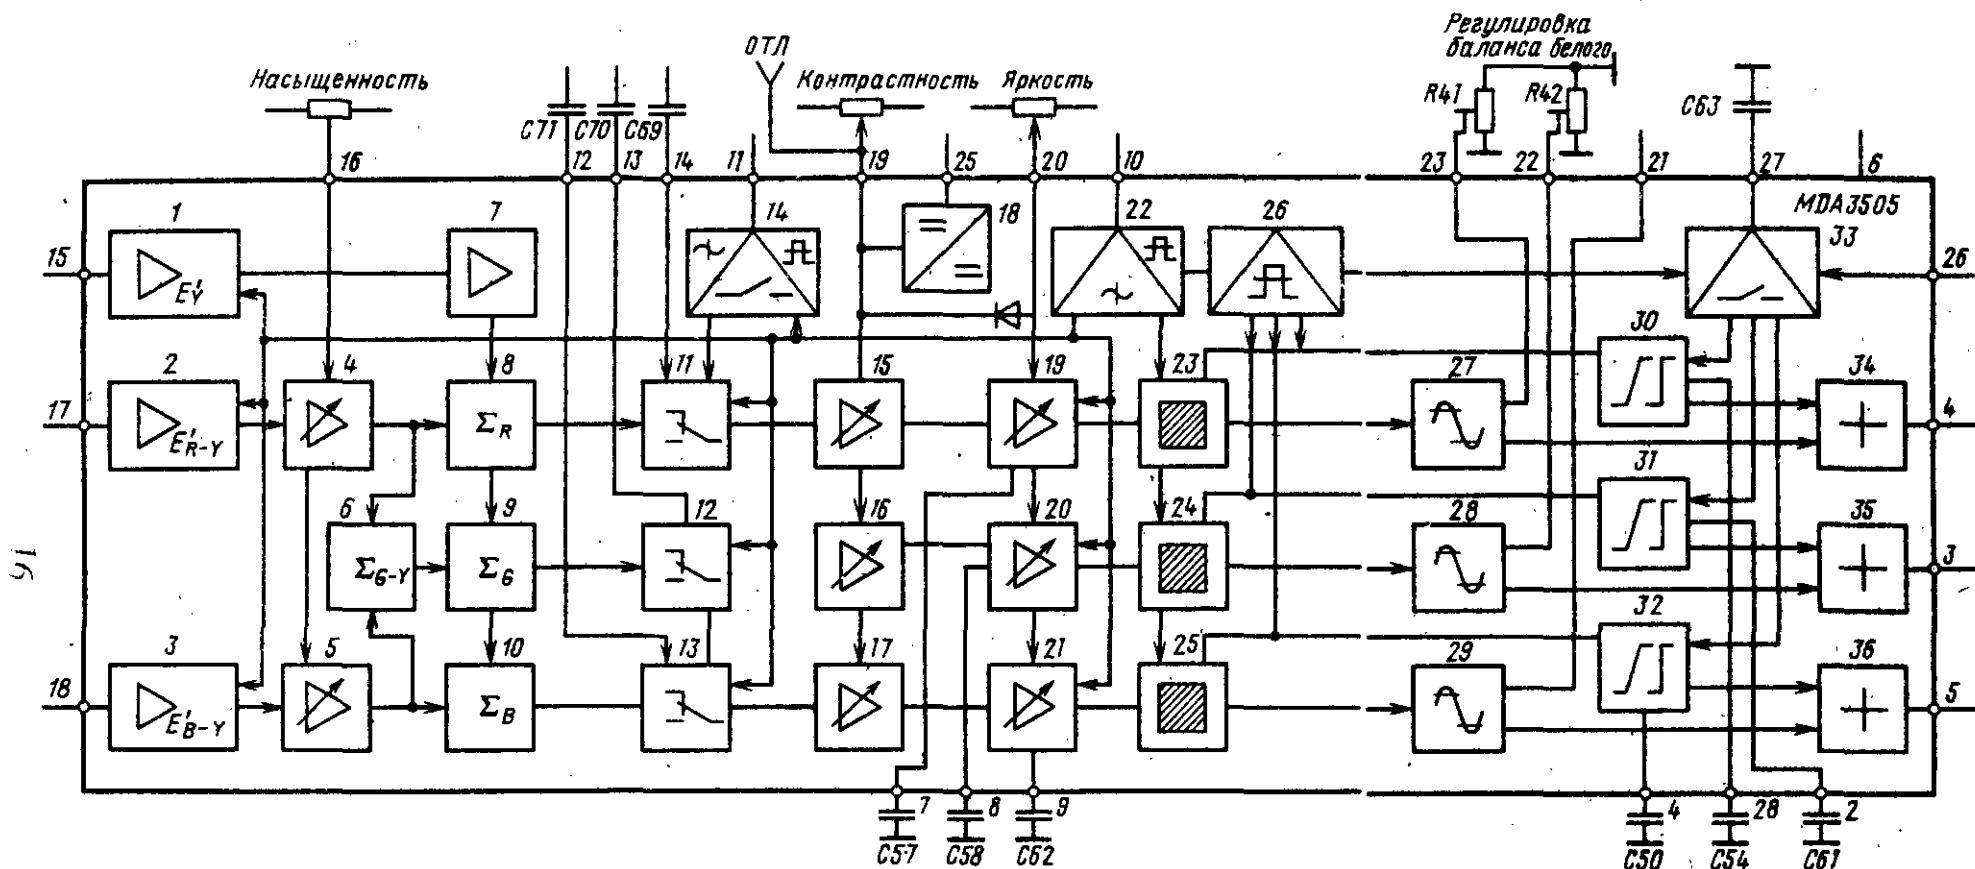 Регулировка
баланса белого
ОТЛ
Насыщенность
Контрастность
Яркость
R41
R42
C63
C71
C70
C69
16
12
13
14
11
19
25
20
10
23
22
21
27
6
MDA3505
1
7
14
18
22
26
33
15
E'Y
26
30
2
4
8
11
15
19
23
27
34
17
E'R-Y
ΣR
4
31
6
9
12
16
20
24
28
35
ΣG-Y
ΣG
3
91
32
3
5
10
13
17
21
25
29
36
18
E'B-Y
ΣB
5
7
8
9
4
28
2
C57
C58
C62
C50
C54
C61